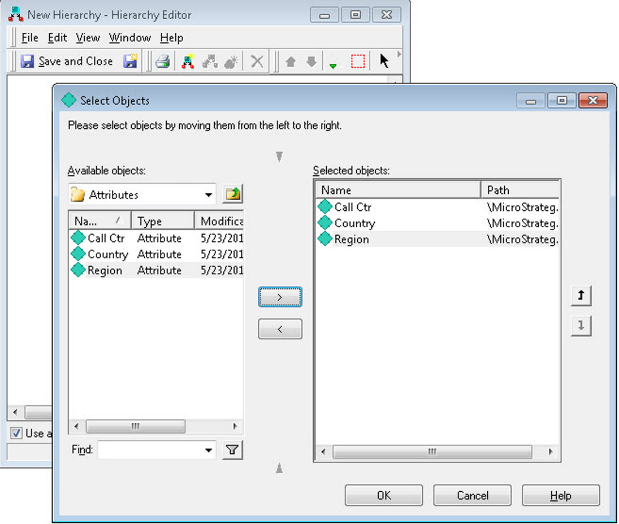 New Hierarchy - Hierarchy Editor
File Edit View Window Help
Save and Close
Select Objects
Please select objects by moving them from the left to the right.
Available objects:
Selected objects:
Attributes
Name Path
Na... Type Modifica
Call Ctr \MicroStrateg.
Country \MicroStrateg.
Region \MicroStrateg.
Call Ctr Attribute 5/23/201
Country Attribute 5/23/201
Region Attribute 5/23/201
>
<
Use a
Find:
OK Cancel Help